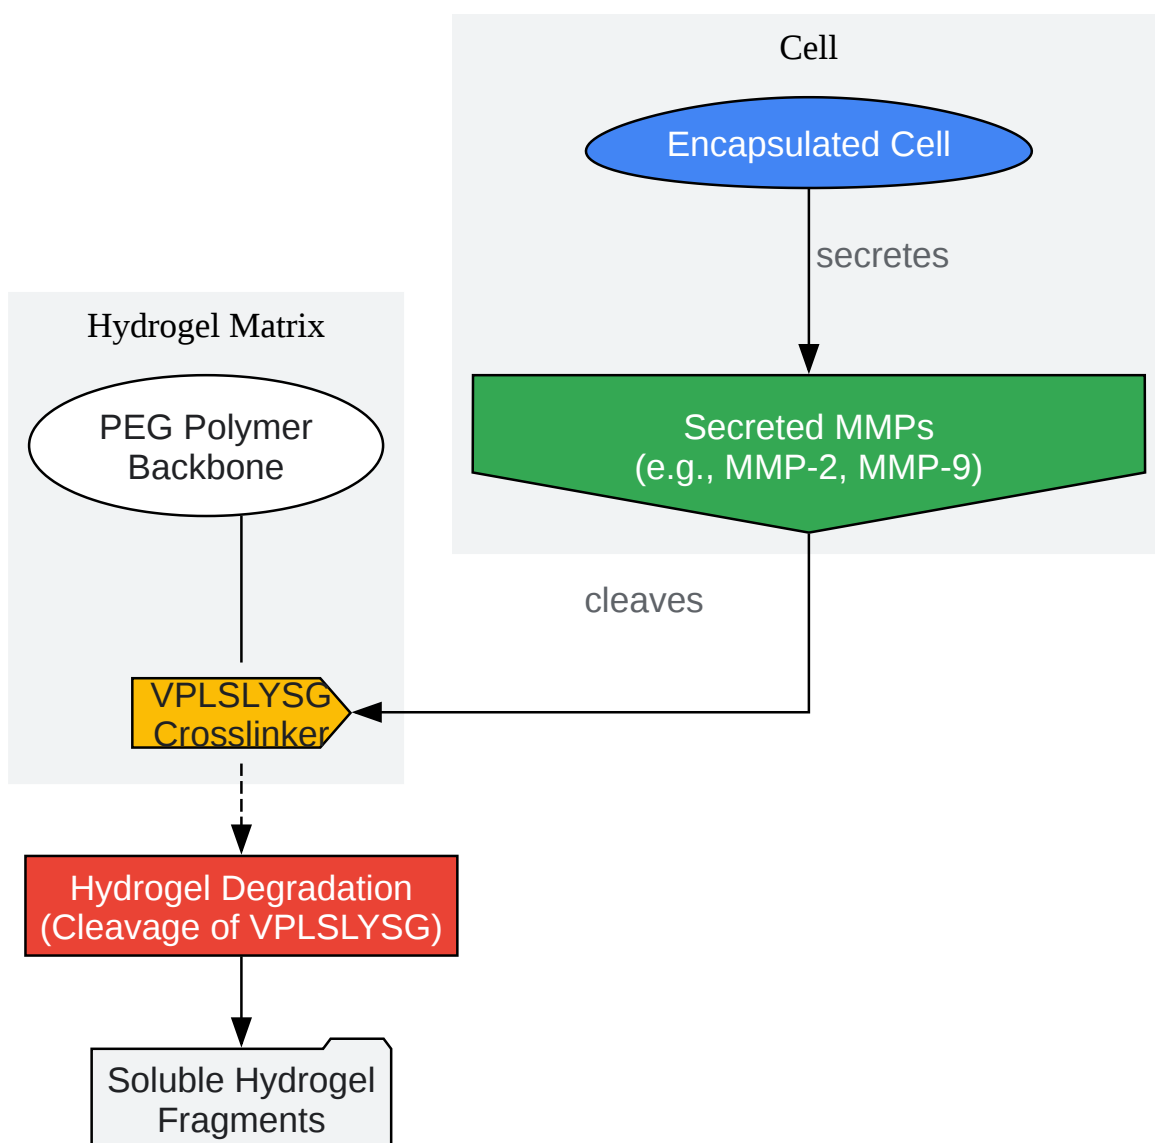 Cell
Encapsulated Cell
secretes
Hydrogel Matrix
PEG Polymer
Backbone
Secreted MMPs
(e.g., MMP-2, MMP-9)
cleaves
VPLSLYSG
Crosslinker
Hydrogel Degradation
(Cleavage of VPLSLYSG)
Soluble Hydrogel
Fragments